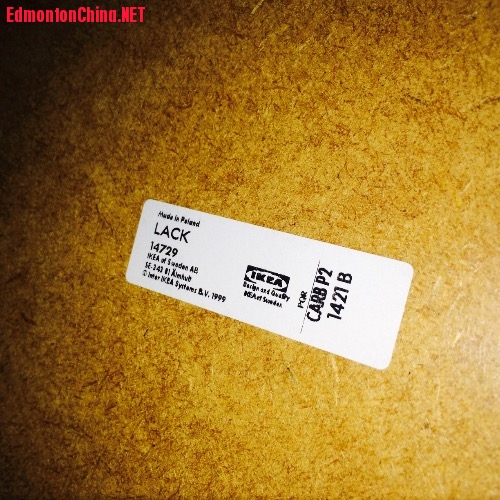 EdmontonChina.NET
Made in Poland
LACK
14729
IKEA of Sweden AB
SE-343 81 Älmhult
© Inter IKEA Systems B.V. 1999
IKEA
Design and Quality
IKEA of Sweden
POR
CARB P2
1421 B